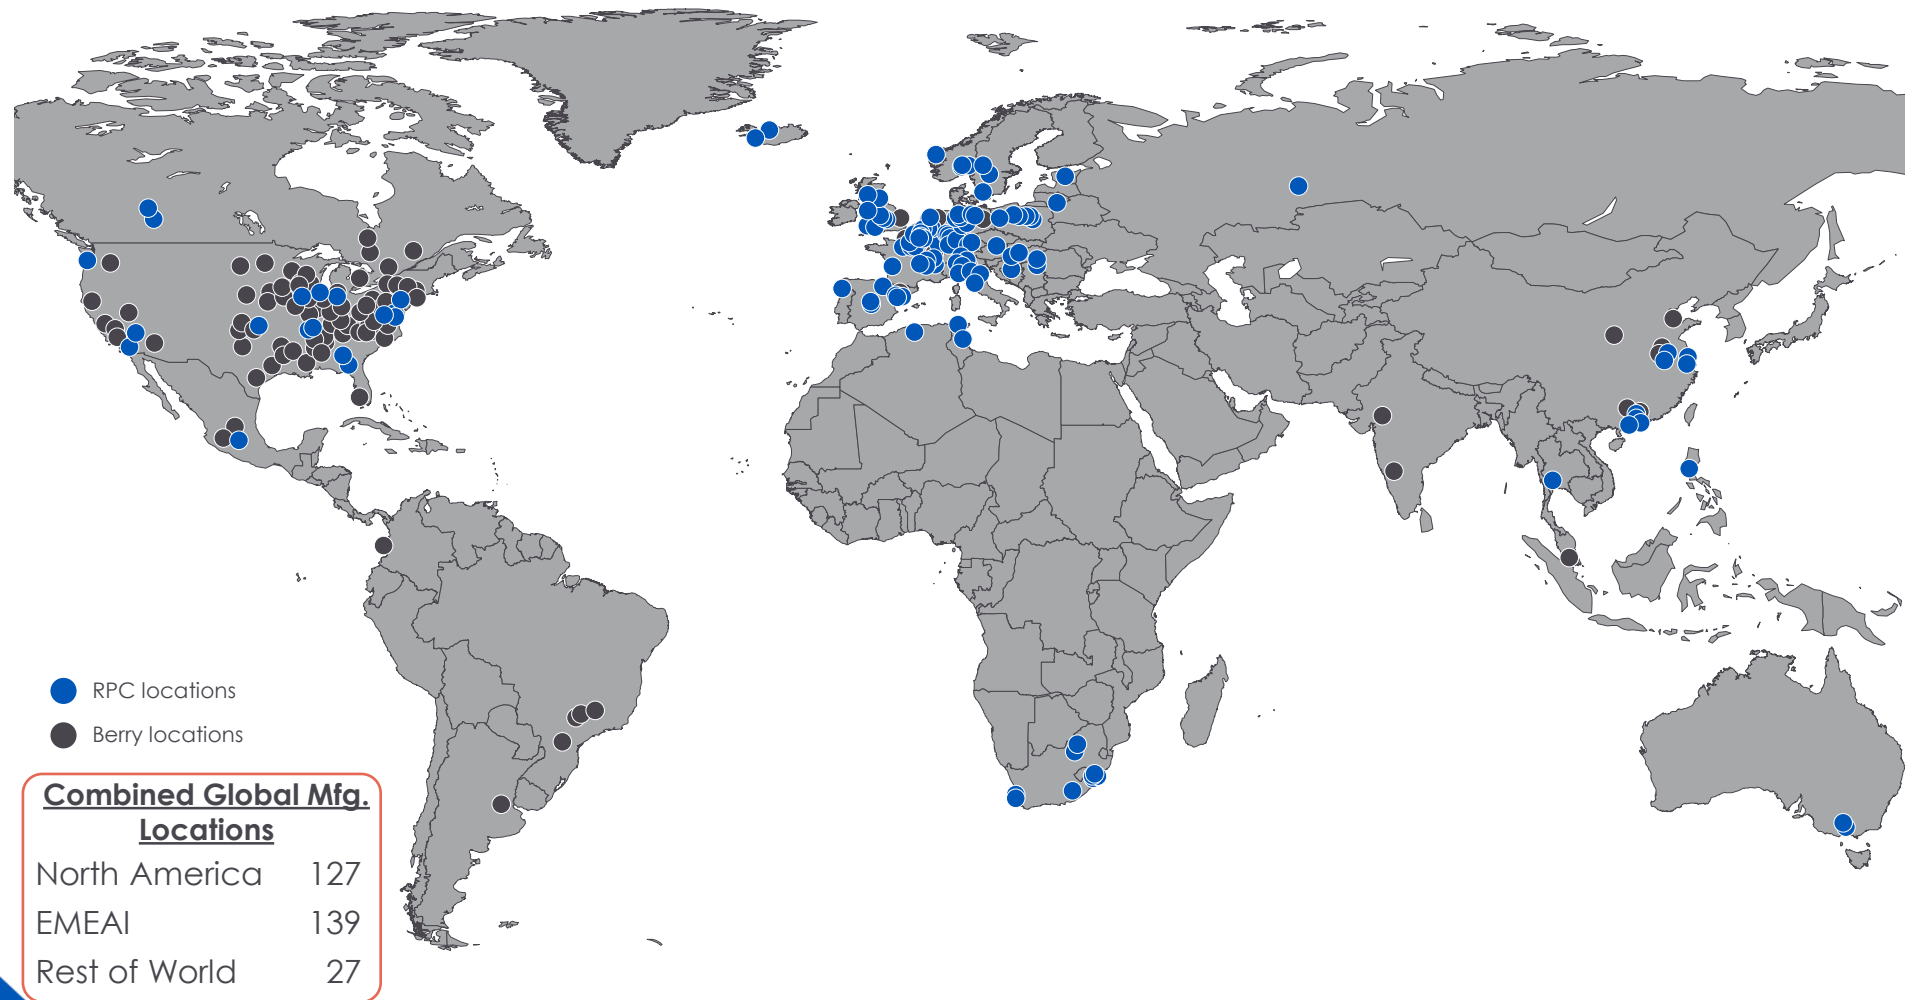 RPC locations
Berry locations
Combined Global Mfg.
Locations
North America 127
EMEAI 139
Rest of World 27